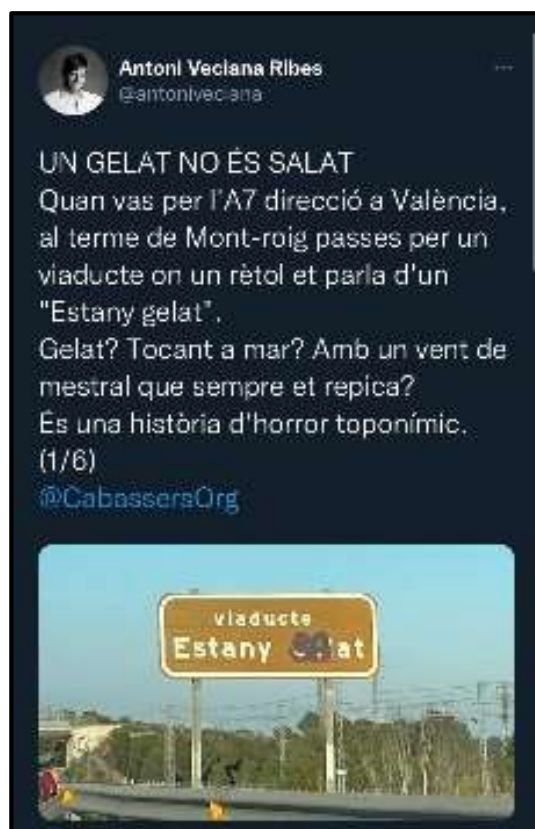 Antoni Veciana Ribes
@antoniveciana
UN GELAT NO ÉS SALAT
Quan vas per l'A7 direcció a València,
al terme de Mont-roig passes per un
viaducte on un rètol et parla d'un
"Estany gelat".
Gelat? Tocant a mar? Amb un vent de
mestral que sempre et repica?
És una història d'horror toponímic.
(1/6)
@CabassersOrg
viaducte
Estany